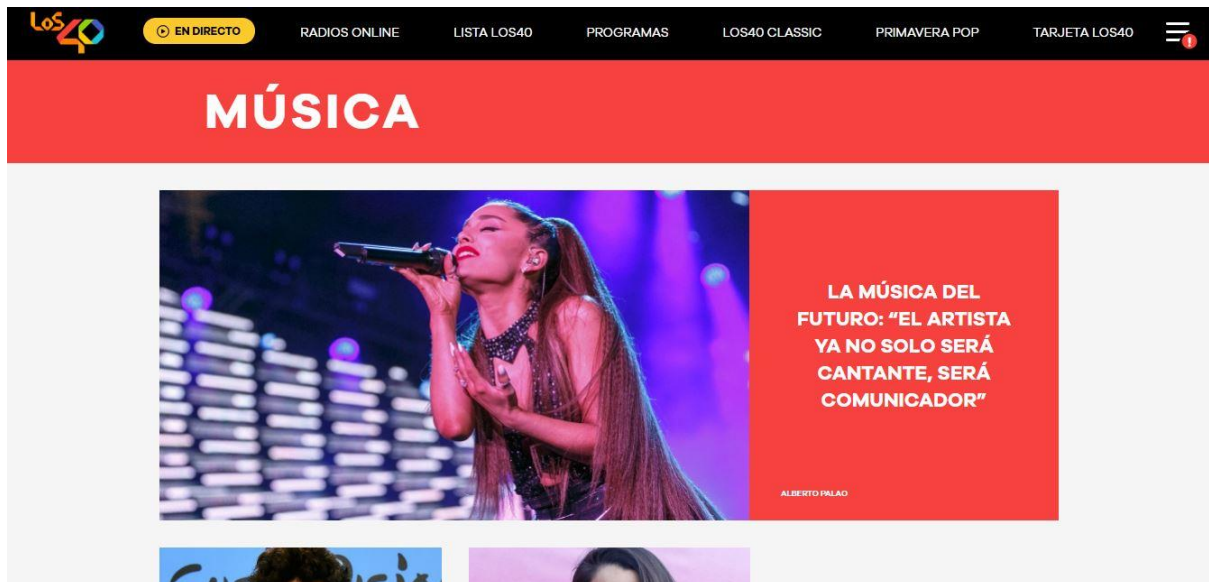 LOS40
EN DIRECTO
RADIOS ONLINE
LISTA LOS40
PROGRAMAS
LOS40 CLASSIC
PRIMAVERA POP
TARJETA LOS40
!
MÚSICA
LA MÚSICA DEL
FUTURO: “EL ARTISTA
YA NO SOLO SERÁ
CANTANTE, SERÁ
COMUNICADOR”
ALBERTO PALAO